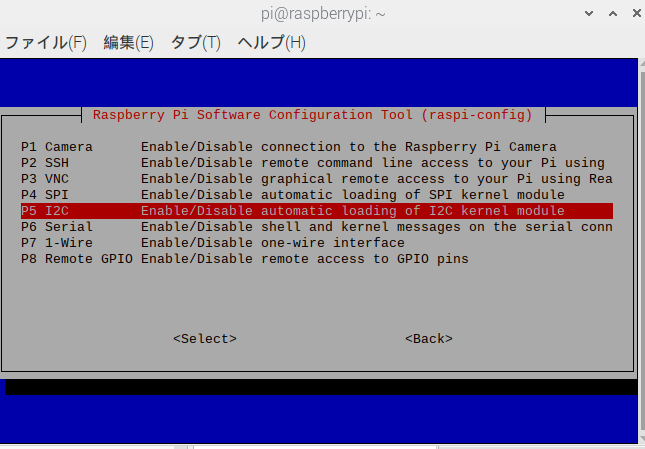 pi@raspberrypi: ~
ファイル(F) 編集(E) タブ(T) ヘルプ(H)
Raspberry Pi Software Configuration Tool (raspi-config)
P1 Camera Enable/Disable connection to the Raspberry Pi Camera
P2 SSH Enable/Disable remote command line access to your Pi using
P3 VNC Enable/Disable graphical remote access to your Pi using Rea
P4 SPI Enable/Disable automatic loading of SPI kernel module
P5 I2C Enable/Disable automatic loading of I2C kernel module
P6 Serial Enable/Disable shell and kernel messages on the serial conn
P7 1-Wire Enable/Disable one-wire interface
P8 Remote GPIO Enable/Disable remote access to GPIO pins
<Select> <Back>